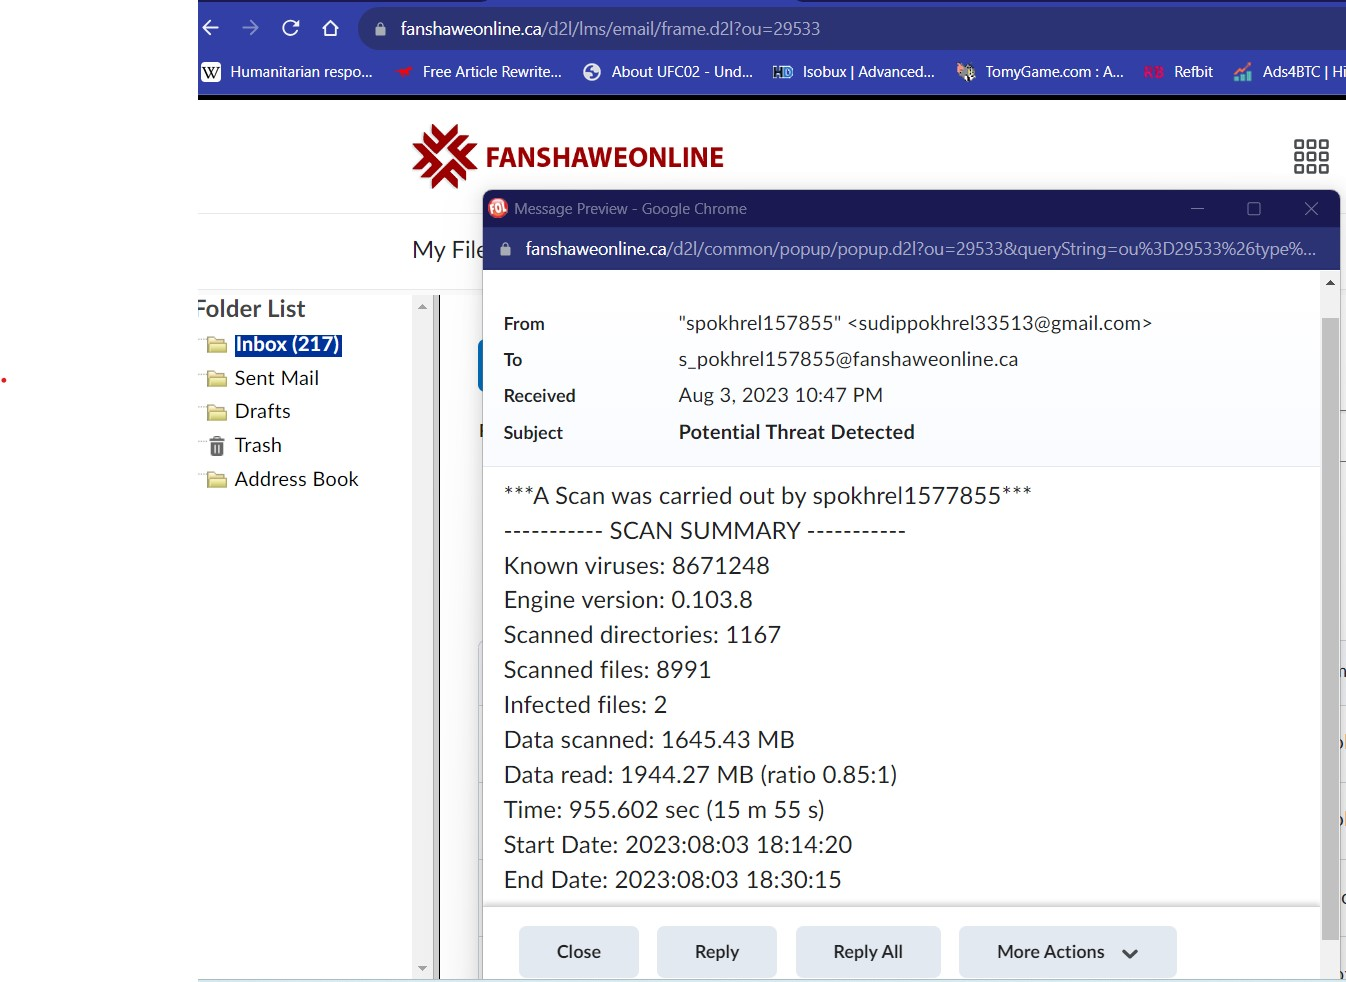 fanshaweonline.ca/d2l/lms/email/frame.d2l?ou=29533
W Humanitarian respo... Free Article Rewrite... About UFC02 - Und... HD Isobux | Advanced... TomyGame.com : A... Refbit Ads4BTC | Hi
FANSHAWEONLINE
FOL Message Preview - Google Chrome
My File
fanshaweonline.ca/d2l/common/popup/popup.d2l?ou=29533&queryString=ou%3D29533%26type%...
Folder List
Inbox (217)
Sent Mail
Drafts
Trash
Address Book
From "spokhrel157855" <sudippokhrel33513@gmail.com>
To s_pokhrel157855@fanshaweonline.ca
Received Aug 3, 2023 10:47 PM
Subject Potential Threat Detected
***A Scan was carried out by spokhrel1577855***
----------- SCAN SUMMARY -----------
Known viruses: 8671248
Engine version: 0.103.8
Scanned directories: 1167
Scanned files: 8991
Infected files: 2
Data scanned: 1645.43 MB
Data read: 1944.27 MB (ratio 0.85:1)
Time: 955.602 sec (15 m 55 s)
Start Date: 2023:08:03 18:14:20
End Date: 2023:08:03 18:30:15
Close Reply Reply All More Actions